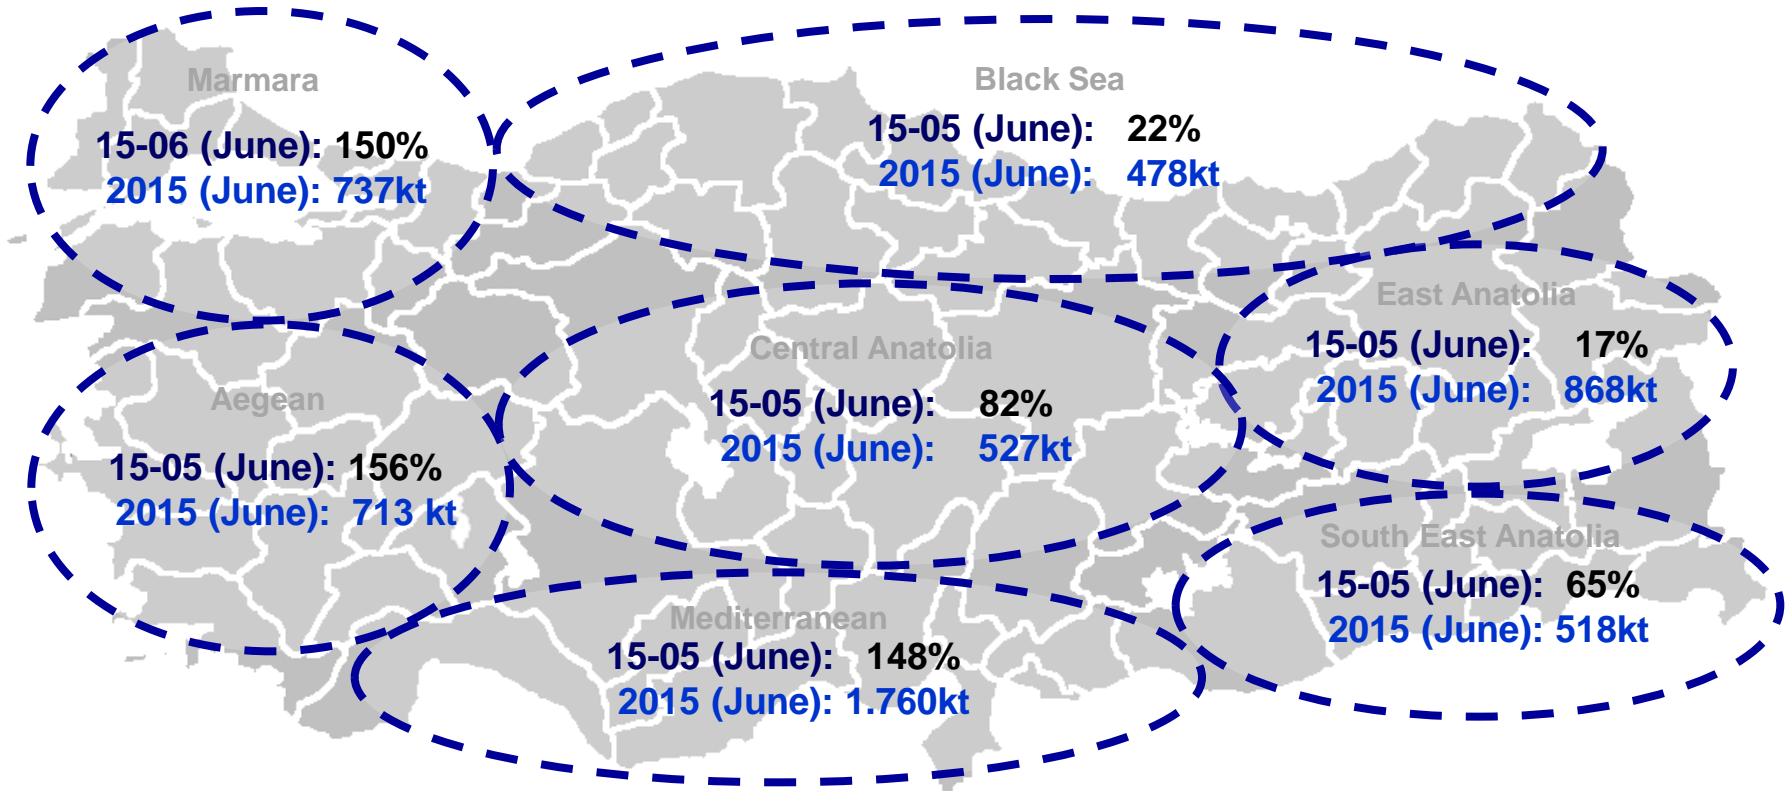 Marmara
15-06 (June): 150%
2015 (June): 737kt
Black Sea
15-05 (June): 22%
2015 (June): 478kt
East Anatolia
15-05 (June): 17%
2015 (June): 868kt
Central Anatolia
15-05 (June): 82%
2015 (June): 527kt
Aegean
15-05 (June): 156%
2015 (June): 713 kt
South East Anatolia
15-05 (June): 65%
2015 (June): 518kt
Mediterranean
15-05 (June): 148%
2015 (June): 1.760kt